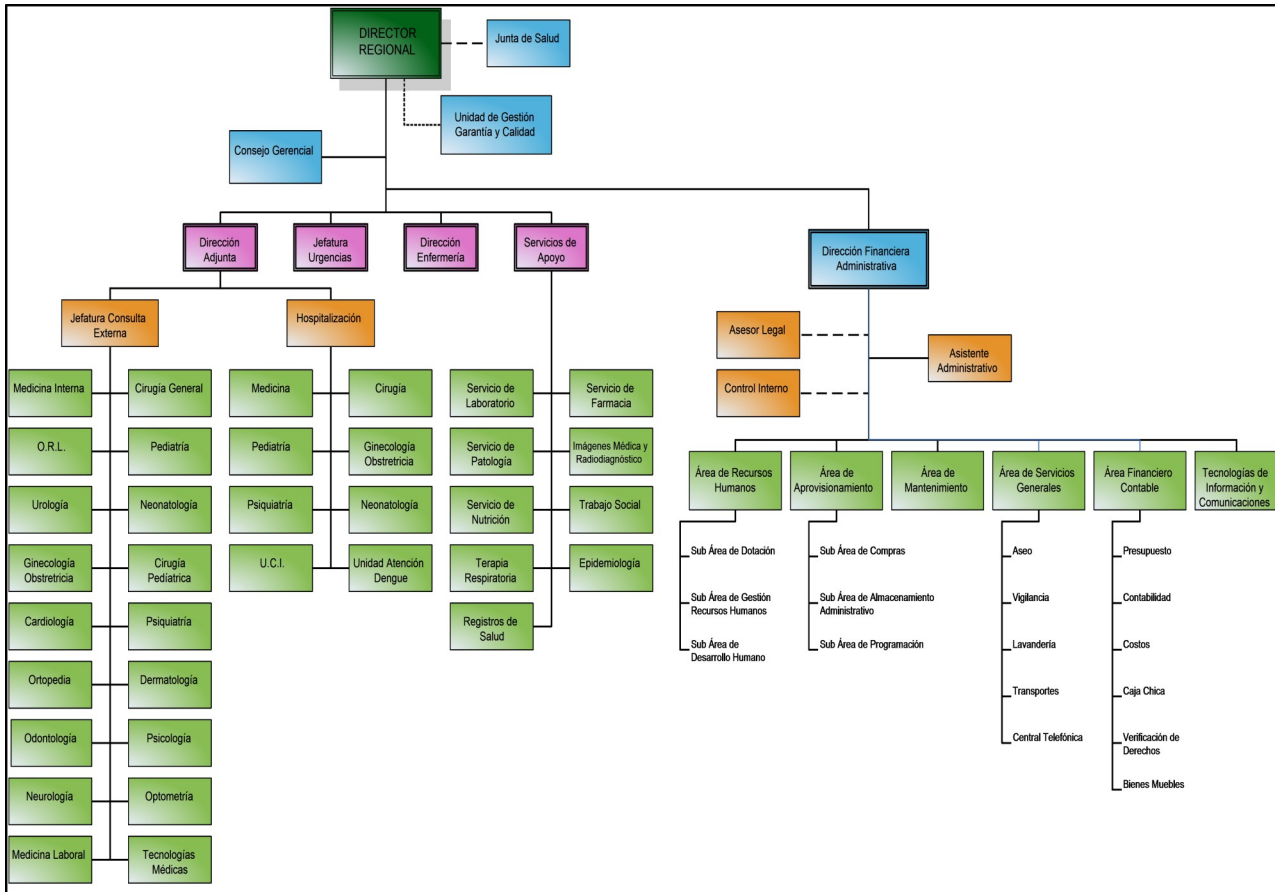 DIRECTOR
REGIONAL
Junta de Salud
Unidad de Gestión
Garantía y Calidad
Consejo Gerencial
Dirección
Adjunta
Jefatura
Urgencias
Dirección
Enfermería
Servicios de
Apoyo
Dirección Financiera
Administrativa
Jefatura Consulta
Externa
Hospitalización
Asesor Legal
Asistente
Administrativo
Control Interno
Medicina Interna
Cirugía General
O.R.L.
Pediatría
Urología
Neonatología
Ginecología
Obstetricia
Cirugía
Pedíatrica
Cardiología
Psiquiatría
Ortopedia
Dermatología
Odontología
Psicología
Neurología
Optometría
Medicina Laboral
Tecnologías
Médicas
Medicina
Cirugía
Pediatría
Ginecología
Obstetricia
Psiquiatría
Neonatología
U.C.I.
Unidad Atención
Dengue
Servicio de
Laboratorio
Servicio de
Farmacia
Servicio de
Patología
Imágenes Médica y
Radiodiagnóstico
Servicio de
Nutrición
Trabajo Social
Terapia
Respiratoria
Epidemiología
Registros de
Salud
Área de Recursos
Humanos
Área de
Aprovisionamiento
Área de
Mantenimiento
Área de Servicios
Generales
Área Financiero
Contable
Tecnologías de
Información y
Comunicaciones
Sub Área de Dotación
Sub Área de Gestión
Recursos Humanos
Sub Área de
Desarrollo Humano
Sub Área de Compras
Sub Área de Almacenamiento
Administrativo
Sub Área de Programación
Aseo
Vigilancia
Lavandería
Transportes
Central Telefónica
Presupuesto
Contabilidad
Costos
Caja Chica
Verificación de
Derechos
Bienes Muebles